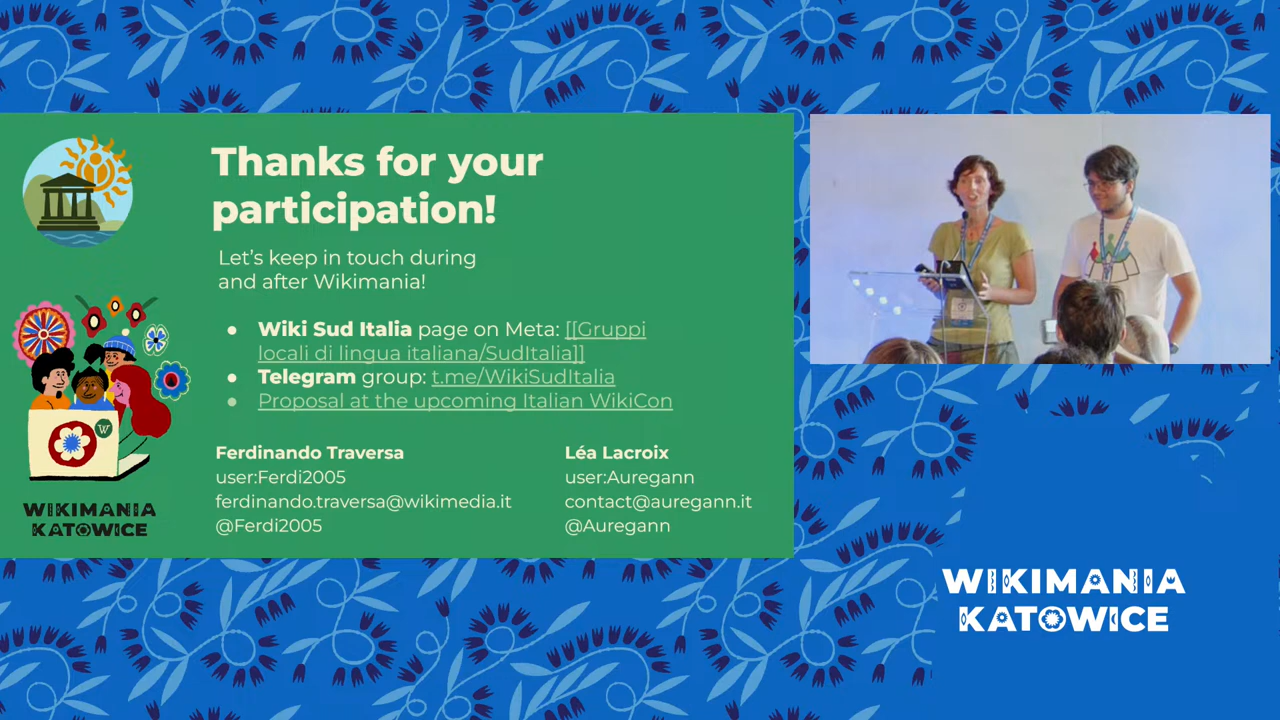 Thanks for your
participation!
Let's keep in touch during
and after Wikimania!
● Wiki Sud Italia page on Meta: [[Gruppi
locali di lingua italiana/SudItalia]]
● Telegram group: t.me/WikiSudItalia
● Proposal at the upcoming Italian WikiCon
Ferdinando Traversa
user:Ferdi2005
ferdinando.traversa@wikimedia.it
@Ferdi2005
Léa Lacroix
user:Auregann
contact@auregann.it
@Auregann
W
WIKIMANIA
KATOWICE
WIKIMANIA
KATOWICE